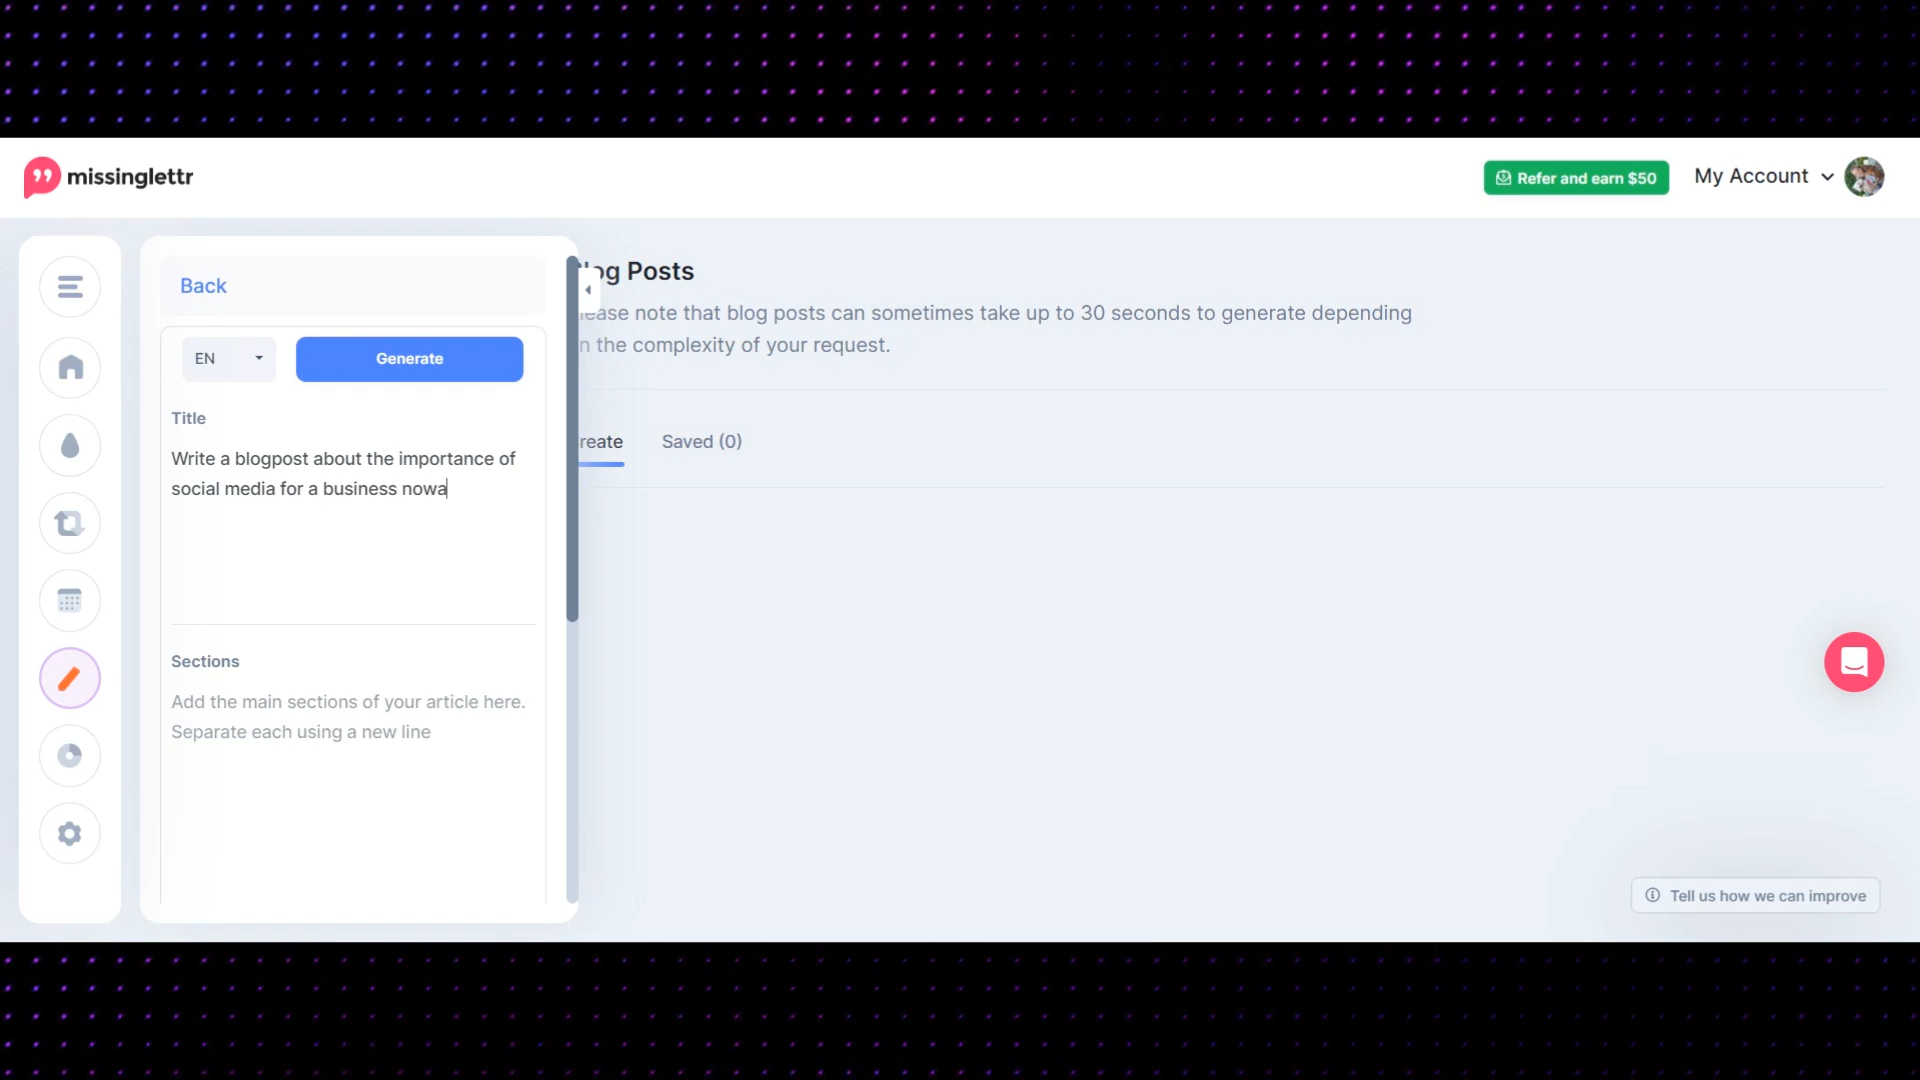 missinglettr
Refer and earn $50
My Account
Back
EN
Generate
Title
Write a blogpost about the importance of
social media for a business nowa
Sections
Add the main sections of your article here.
Separate each using a new line
log Posts
ease note that blog posts can sometimes take up to 30 seconds to generate depending
n the complexity of your request.
reate
Saved (0)
Tell us how we can improve